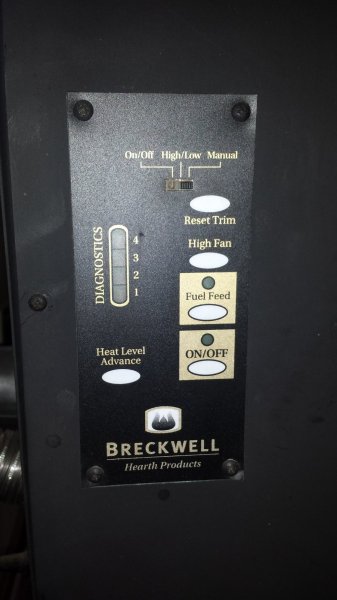 On/Off High/Low Manual
Reset Trim
DIAGNOSTICS
4
3
2
1
High Fan
Fuel Feed
Heat Level
Advance
ON/OFF
BRECKWELL
Hearth Products